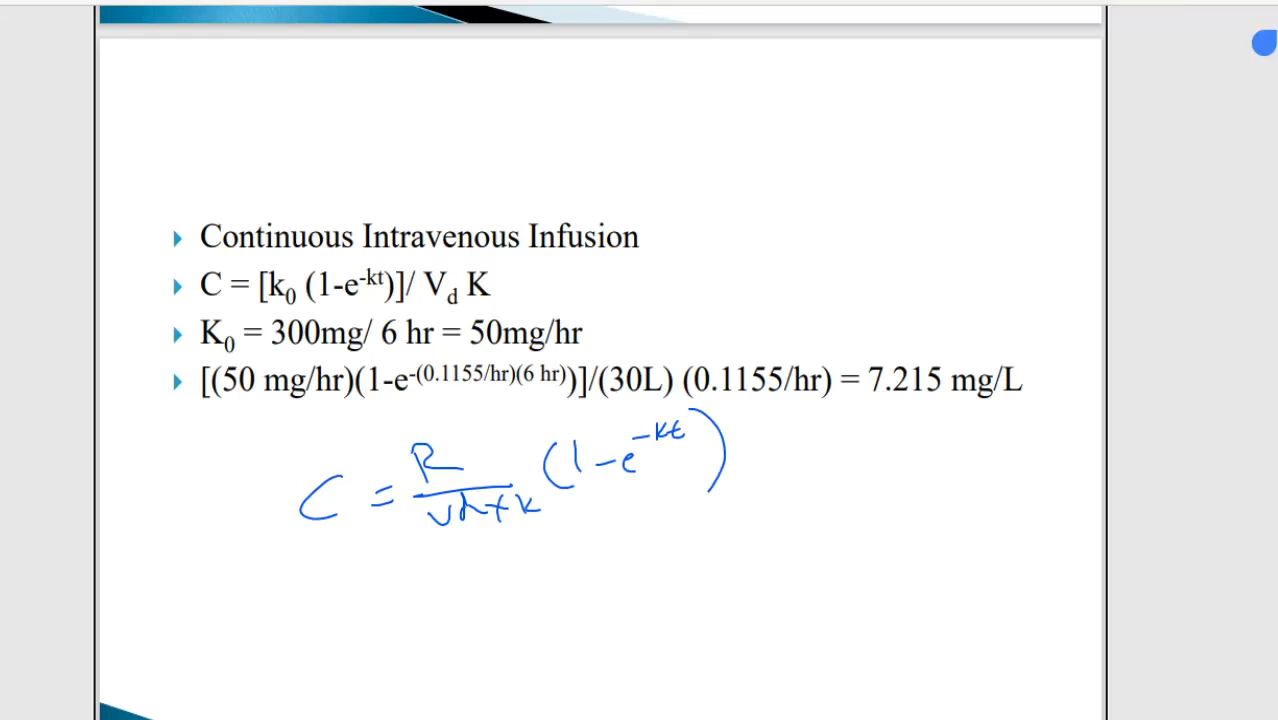 Continuous Intravenous Infusion
C = [k₀ (1-e⁻ᵏᵗ)]/ V_d K
K₀ = 300mg/ 6 hr = 50mg/hr
[(50 mg/hr)(1-e^-(0.1155/hr)(6 hr))]/(30L) (0.1155/hr) = 7.215 mg/L
C = R/(Vd x k) (1-e^-kt)